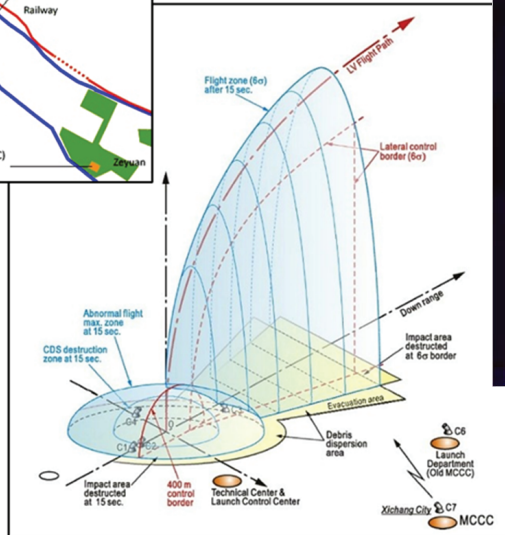 Railway
C)
Zeyuan
LV Flight Path
Flight zone (6σ)
after 15 sec.
Lateral control
border (6σ)
Down range
Abnormal flight
max. zone
at 15 sec.
CDS destruction
zone at 15 sec.
Impact area
destructed
at 6σ border
Evacuation area
C4
C1
C2
0
Debris
dispersion
area
C6
Launch
Department
(Old MCCC)
Impact area
destructed
at 15 sec.
400 m
control
border
Technical Center &
Launch Control Center
Xichang City
C7
MCCC